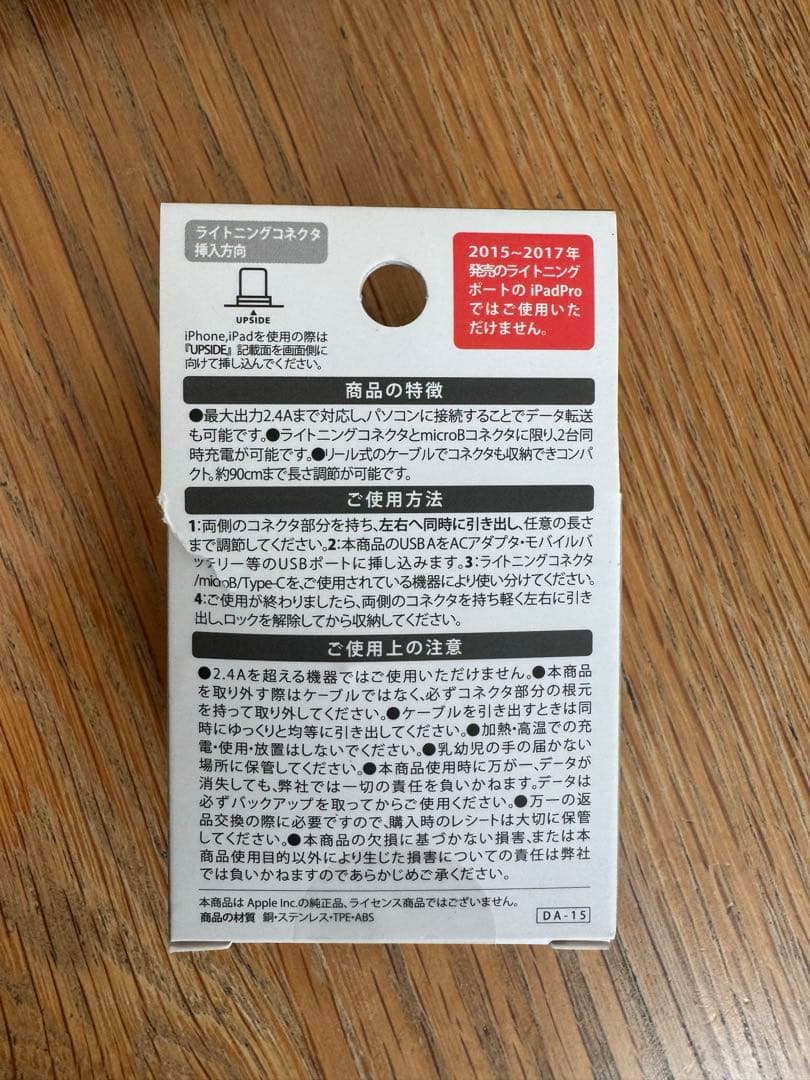 ライトニングコネクタ
挿入方向
UPSIDE
iPhone,iPadを使用の際は
『UPSIDE』記載面を画面側に
向けて挿し込んでください。
2015~2017年
発売のライトニング
ポートの iPadPro
ではご使用いた
だけません。
商品の特徴
●最大出力2.4Aまで対応し、パソコンに接続することでデータ転送
も可能です。●ライトニングコネクタとmicroBコネクタに限り、2台同
時充電が可能です。●リール式のケーブルでコネクタも収納できコンパ
クト。約90cmまで長さ調節が可能です。
ご使用方法
1:両側のコネクタ部分を持ち、左右へ同時に引き出し、任意の長さ
まで調節してください。2:本商品のUSB AをACアダプタ・モバイルバ
ッテリー等のUSBポートに挿し込みます。3:ライトニングコネクタ
/microB/Type-Cを、ご使用されている機器により使い分けてください。
4:ご使用が終わりましたら、両側のコネクタを持ち軽く左右に引き
出し、ロックを解除してから収納してください。
ご使用上の注意
●2.4Aを超える機器ではご使用いただけません。●本商品
を取り外す際はケーブルではなく、必ずコネクタ部分の根元
を持って取り外してください。●ケーブルを引き出すときは同
時にゆっくりと均等に引き出してください。●加熱・高温での充
電・使用・放置はしないでください。●乳幼児の手の届かない
場所に保管してください。●本商品使用時に万が一、データが
消失しても、弊社では一切の責任を負いかねます。データは
必ずバックアップを取ってからご使用ください。●万一の返
品交換の際に必要ですので、購入時のレシートは大切に保管
してください。●本商品の欠損に基づかない損害、または本
商品使用目的以外により生じた損害についての責任は弊社
では負いかねますのであらかじめご承ください。
本商品は Apple Inc.の純正品、ライセンス商品ではございません。
商品の材質 銅・ステンレス・TPE・ABS
DA-15